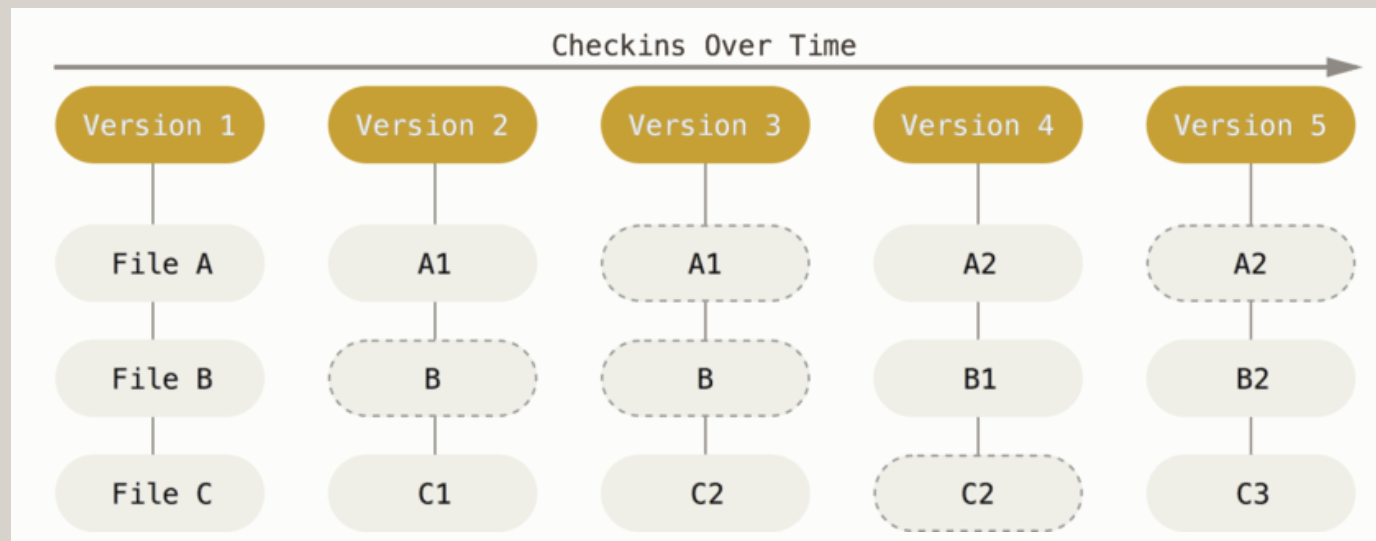 Checkins Over Time
Version 1 Version 2 Version 3 Version 4 Version 5
File A A1 A1 A2 A2
File B B B B1 B2
File C C1 C2 C2 C3